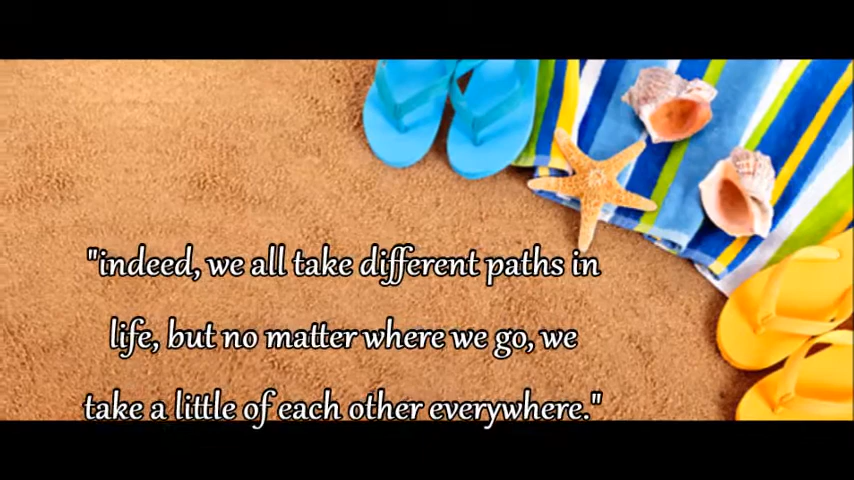 "indeed, we all take different paths in
life, but no matter where we go, we
take a little of each other everywhere."